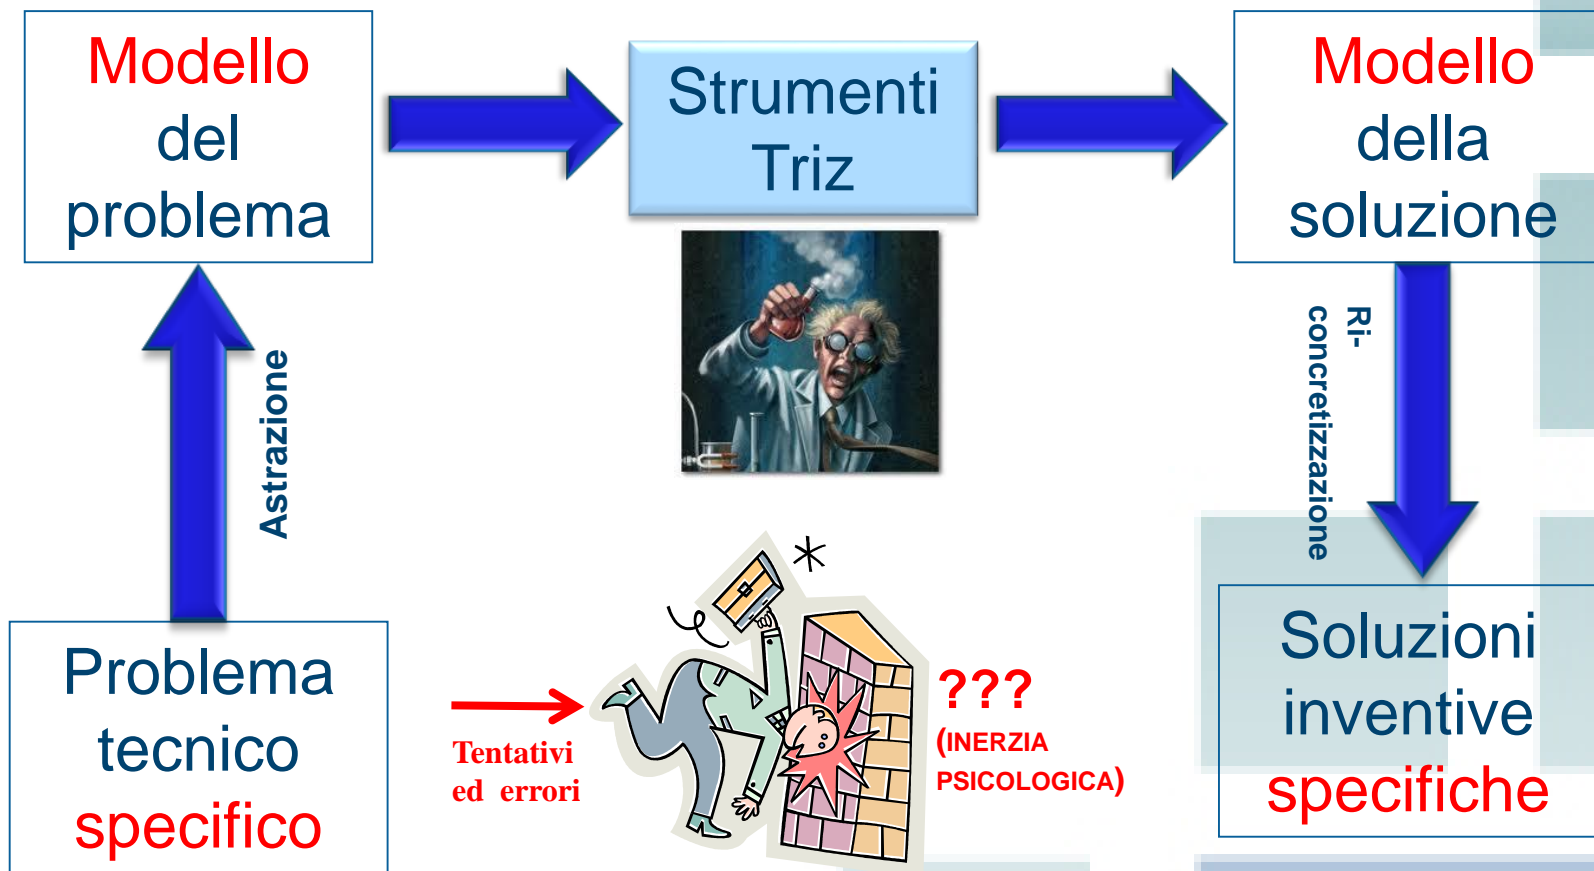 Modello
del
problema
Strumenti
Triz
Modello
della
soluzione
Astrazione
Ri-
concretizzazione
Problema
tecnico
specifico
Tentativi
ed errori
???
(INERZIA
PSICOLOGICA)
Soluzioni
inventive
specifiche